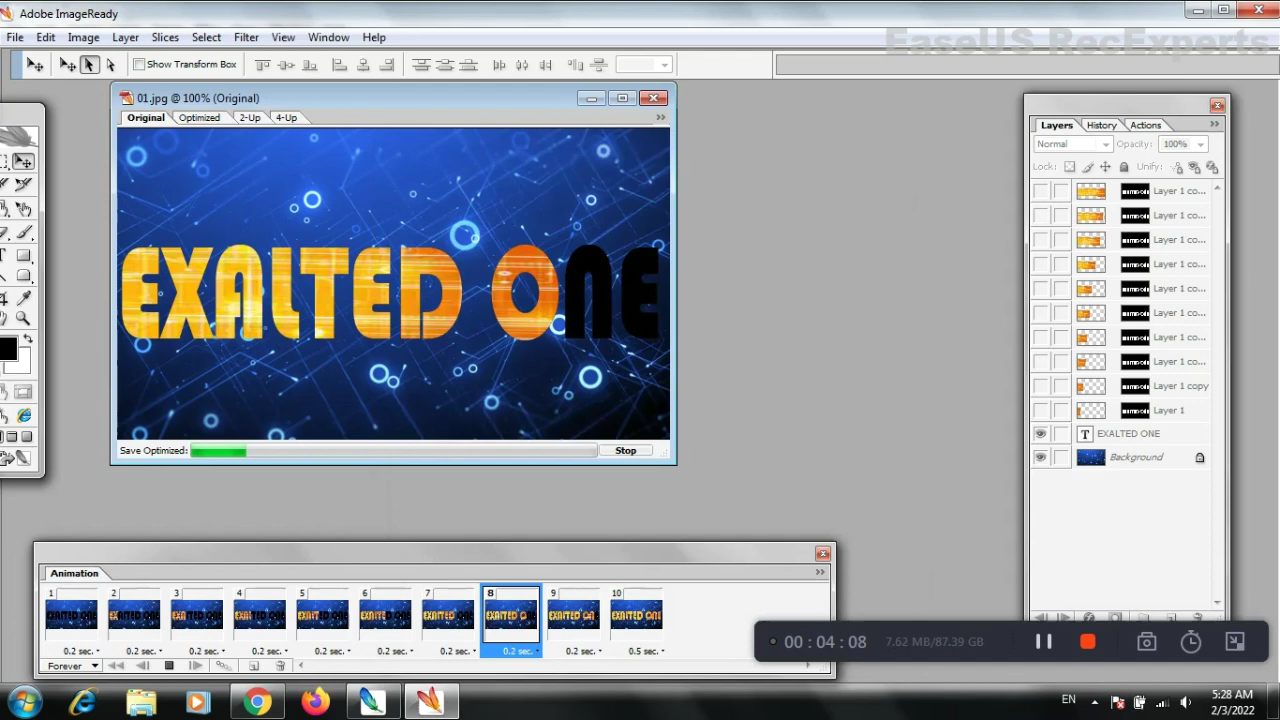 Adobe ImageReady
EaseUS RecExperts
File Edit Image Layer Slices Select Filter View Window Help
Show Transform Box
01.jpg @ 100% (Original)
Original Optimized 2-Up 4-Up
EXALTED ONE
Save Optimized: Stop
Layers History Actions
Normal Opacity: 100%
Lock: Unify:
Layer 1 co...
Layer 1 co...
Layer 1 co...
Layer 1 co...
Layer 1 co...
Layer 1 co...
Layer 1 co...
Layer 1 co...
Layer 1 copy
Layer 1
T EXALTED ONE
Background
Animation
1 2 3 4 5 6 7 8 9 10
0.2 sec. 0.2 sec. 0.2 sec. 0.2 sec. 0.2 sec. 0.2 sec. 0.2 sec. 0.2 sec. 0.2 sec. 0.5 sec.
Forever
00:04:08 7.62 MB/87.39 GB
EN
5:28 AM
2/3/2022